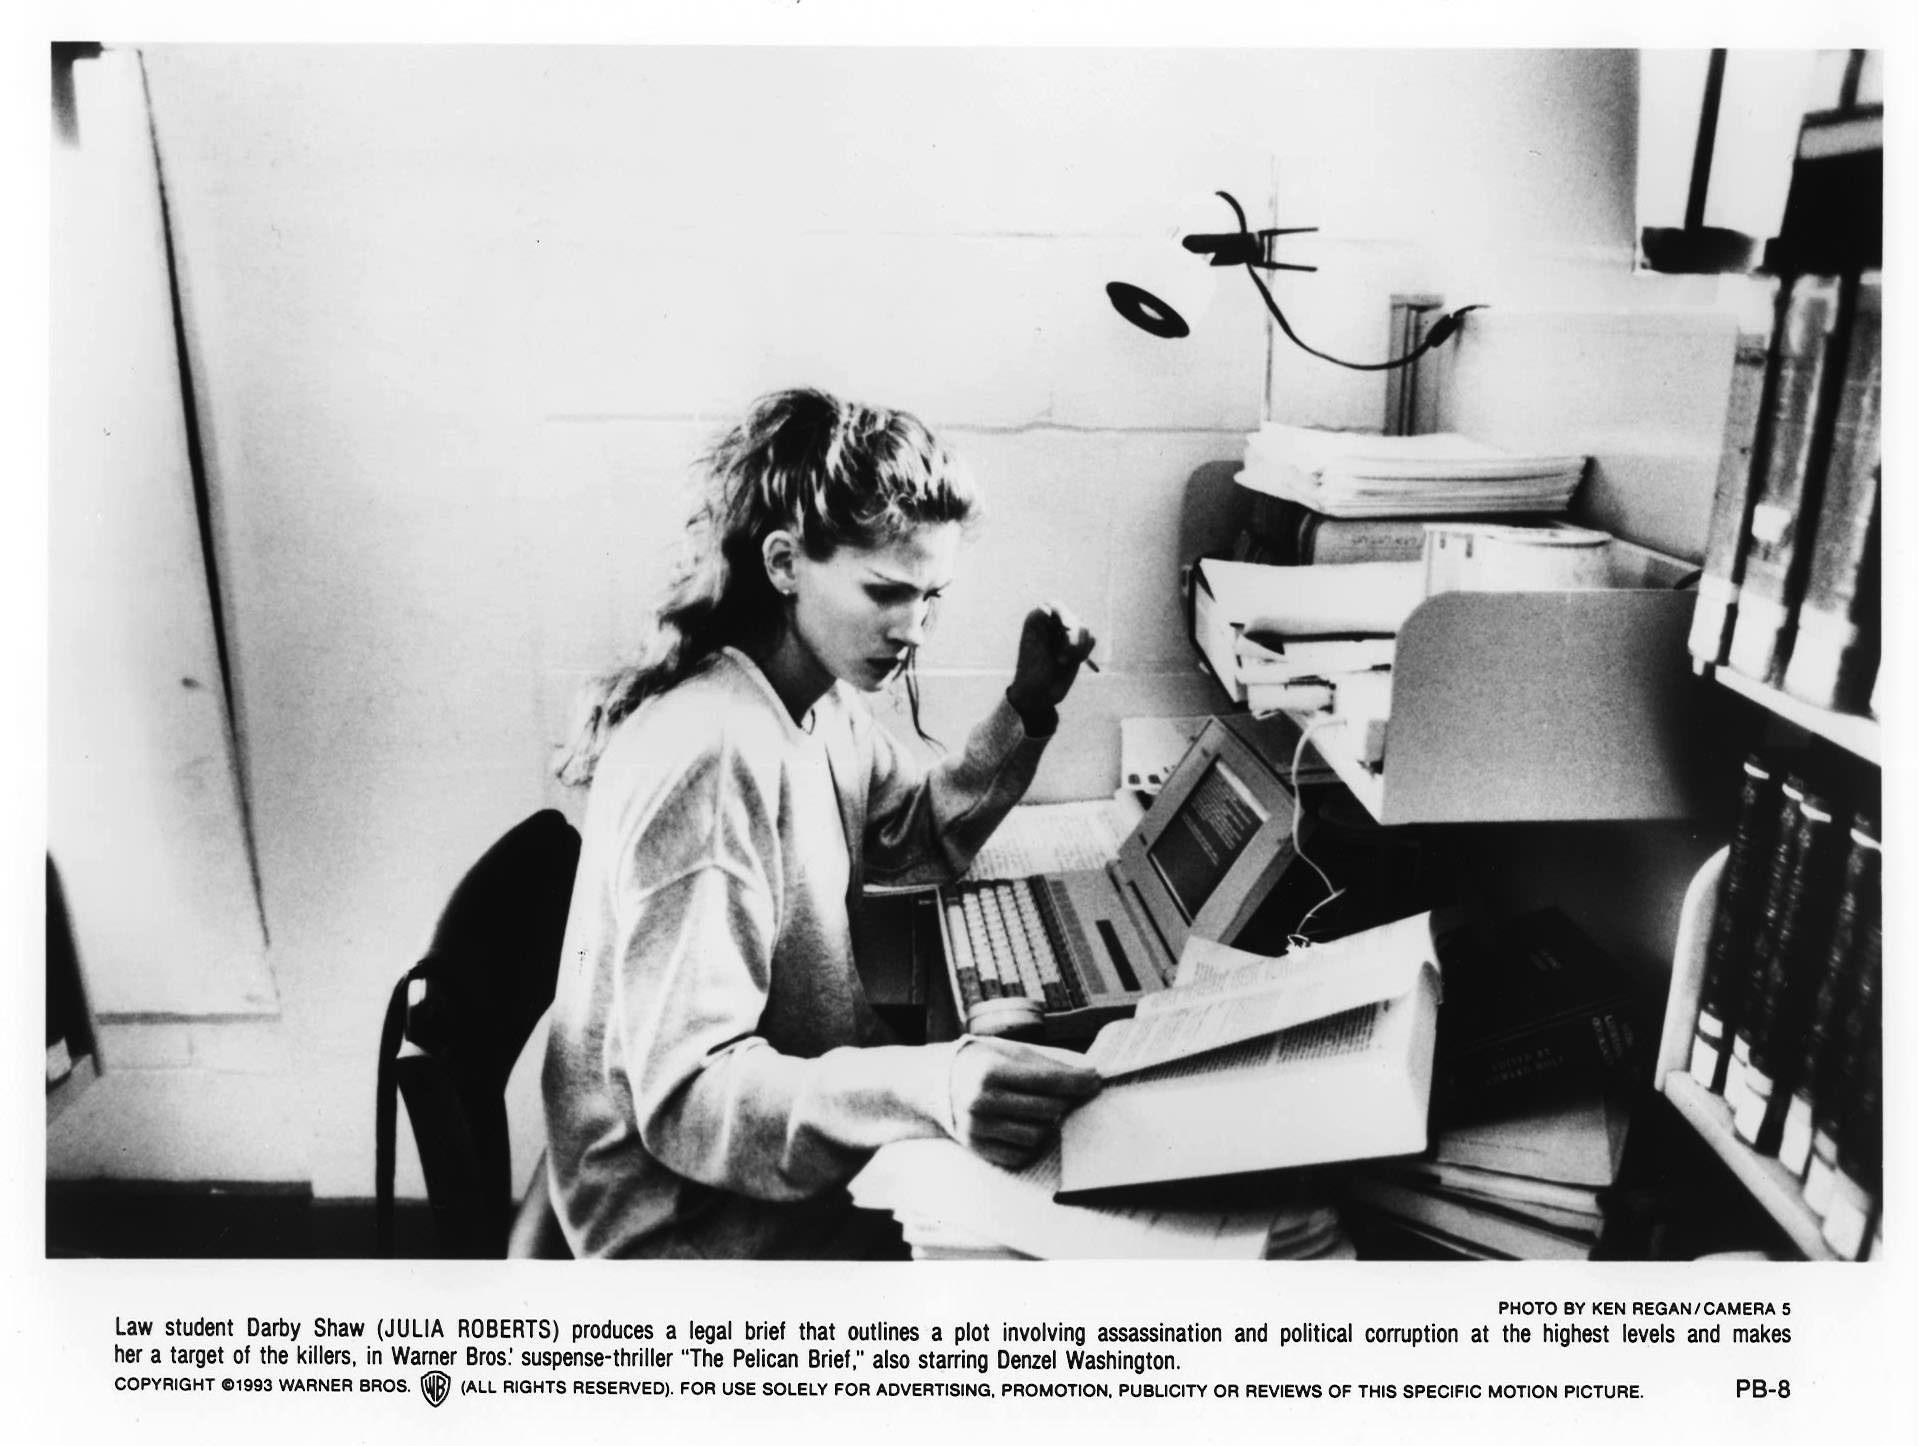 EDITED BY
PHOTO BY KEN REGAN/CAMERA 5
Law student Darby Shaw (JULIA ROBERTS) produces a legal brief that outlines a plot involving assassination and political corruption at the highest levels and makes
her a target of the killers, in Warner Bros.' suspense-thriller "The Pelican Brief," also starring Denzel Washington.
COPYRIGHT ©1993 WARNER BROS. WB (ALL RIGHTS RESERVED). FOR USE SOLELY FOR ADVERTISING, PROMOTION, PUBLICITY OR REVIEWS OF THIS SPECIFIC MOTION PICTURE. PB-8